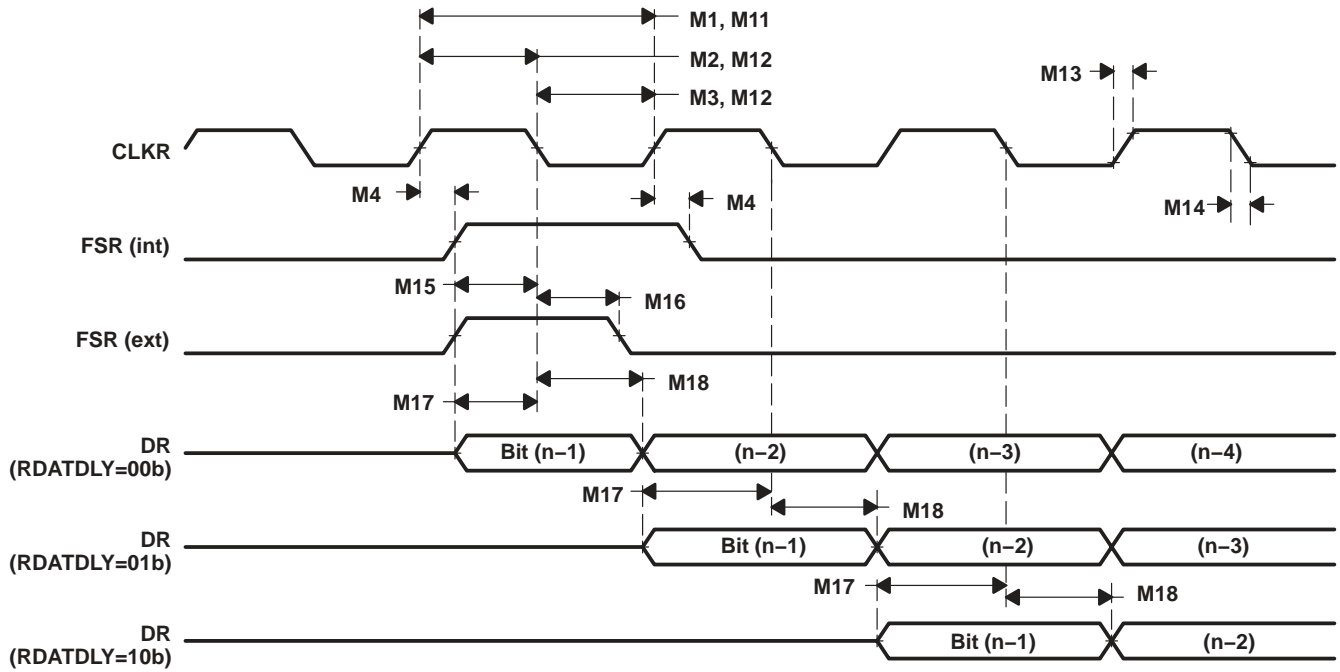 M1, M11
M2, M12
M3, M12
M13
CLKR
M4
M4
M14
FSR (int)
M15
M16
FSR (ext)
M18
M17
DR
(RDATDLY=00b)
Bit (n−1)
(n−2)
(n−3)
(n−4)
M17
M18
DR
(RDATDLY=01b)
Bit (n−1)
(n−2)
(n−3)
M17
M18
DR
(RDATDLY=10b)
Bit (n−1)
(n−2)